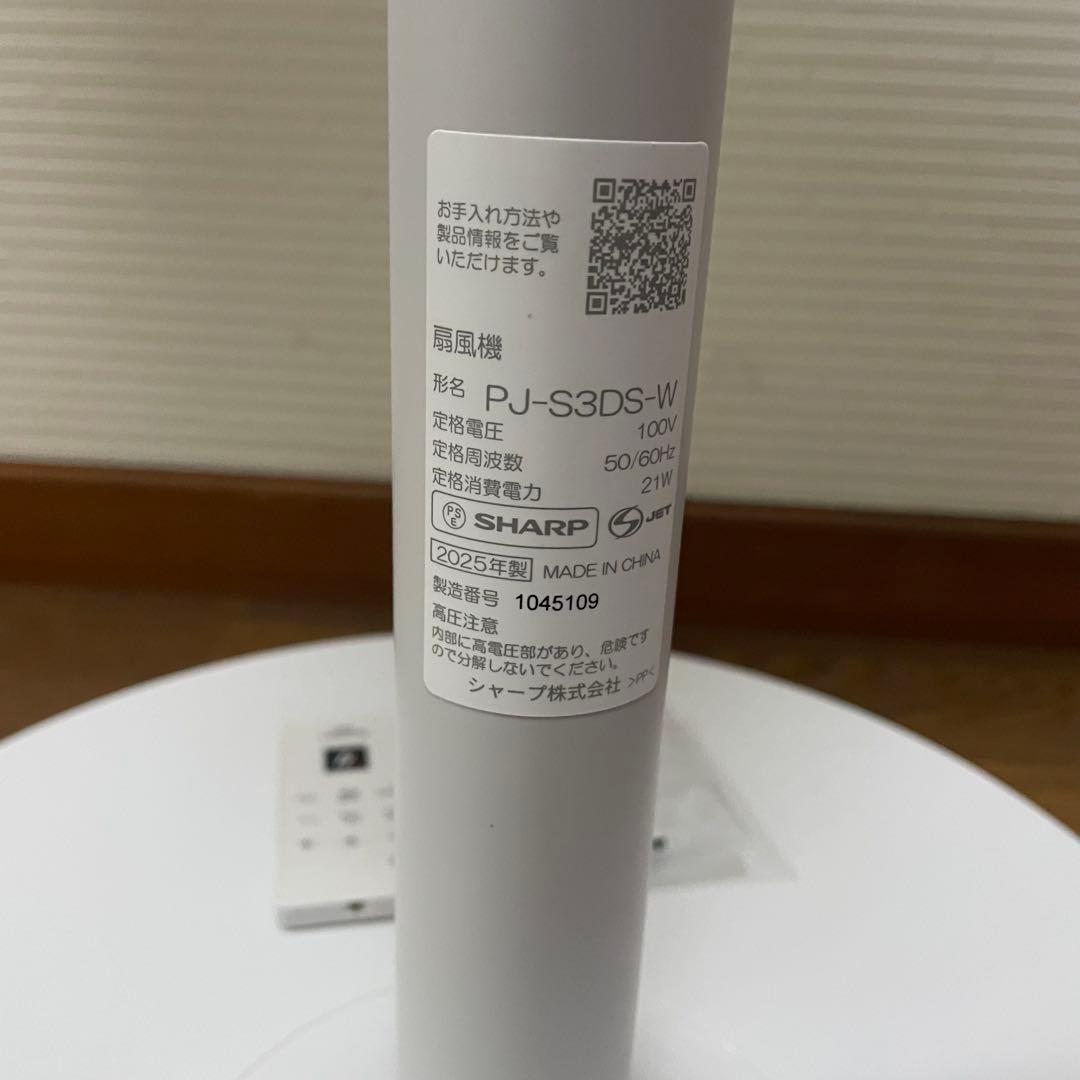 お手入れ方法や
製品情報をご覧
いただけます。
扇風機
形名 PJ-S3DS-W
定格電圧 100V
定格周波数 50/60Hz
定格消費電力 21W
PS
E SHARP JET
2025年製 MADE IN CHINA
製造番号 1045109
高圧注意
内部に高電圧部があり、危険です
ので分解しないでください。
シャープ株式会社 >PP<